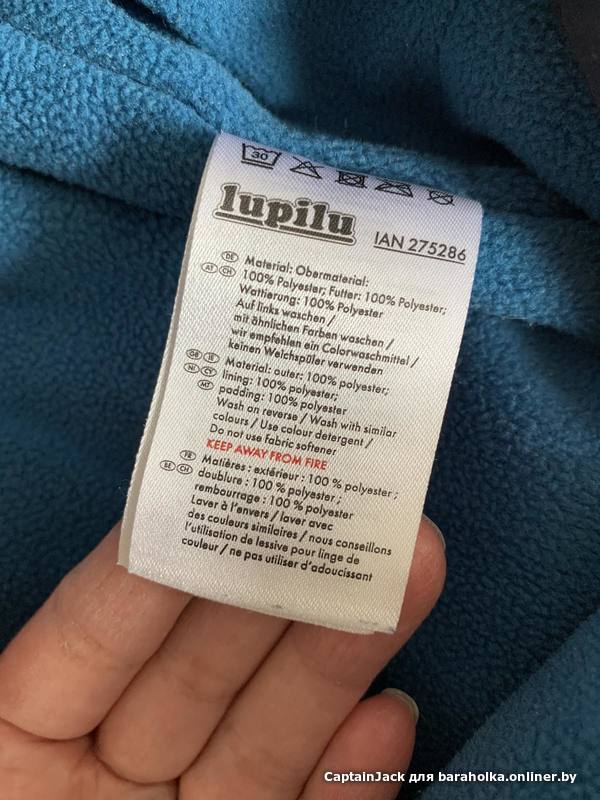 30
lupilu
IAN 275286
DE Material: Obermaterial:
AT CH 100% Polyester; Futter: 100% Polyester;
Wattierung: 100% Polyester
Auf links waschen /
mit ähnlichen Farben waschen /
wir empfehlen ein Colorwaschmittel /
keinen Weichspüler verwenden
GB IE Material: outer: 100% polyester;
NI CY lining: 100% polyester;
MT padding: 100% polyester
Wash on reverse / Wash with similar
colours / Use colour detergent /
Do not use fabric softener
KEEP AWAY FROM FIRE
FR Matières : extérieur : 100 % polyester ;
BE CH doublure : 100 % polyester ;
rembourrage : 100 % polyester
Laver à l'envers / laver avec
des couleurs similaires / nous conseillons
l'utilisation de lessive pour linge de
couleur / ne pas utiliser d'adoucissant
CaptainJack для baraholka.onliner.by